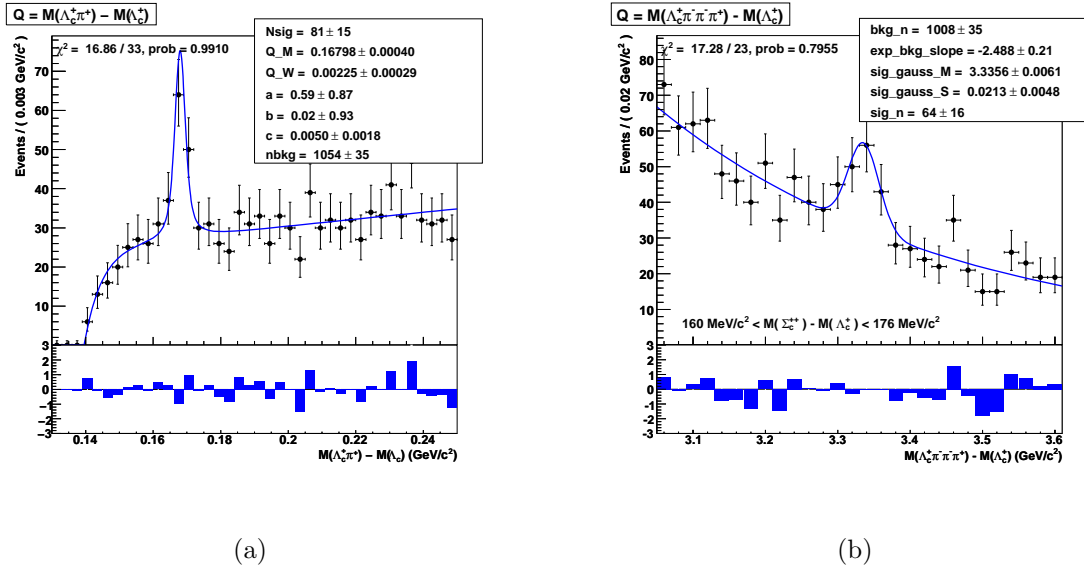 Q = M(Λc+π+) − M(Λc+)
χ2 = 16.86 / 33, prob = 0.9910
Nsig = 81 ± 15
Q_M = 0.16798 ± 0.00040
Q_W = 0.00225 ± 0.00029
a = 0.59 ± 0.87
b = 0.02 ± 0.93
c = 0.0050 ± 0.0018
nbkg = 1054 ± 35
Events / ( 0.003 GeV/c2 )
70
60
50
40
30
20
10
0
3
2
1
0
−1
−2
−3
0.14 0.16 0.18 0.2 0.22 0.24
M(Λc+π+) − M(Λc) (GeV/c2)
(a)
Q = M(Λc+π-π-π+) - M(Λc+)
χ2 = 17.28 / 23, prob = 0.7955
bkg_n = 1008 ± 35
exp_bkg_slope = -2.488 ± 0.21
sig_gauss_M = 3.3356 ± 0.0061
sig_gauss_S = 0.0213 ± 0.0048
sig_n = 64 ± 16
Events / ( 0.02 GeV/c2 )
80
70
60
50
40
30
20
10
0
160 MeV/c2 < M( Σc++) - M( Λc+) < 176 MeV/c2
3
2
1
0
−1
−2
−3
3.1 3.2 3.3 3.4 3.5 3.6
M(Λc+π-π-π+) - M(Λc+) (GeV/c2)
(b)